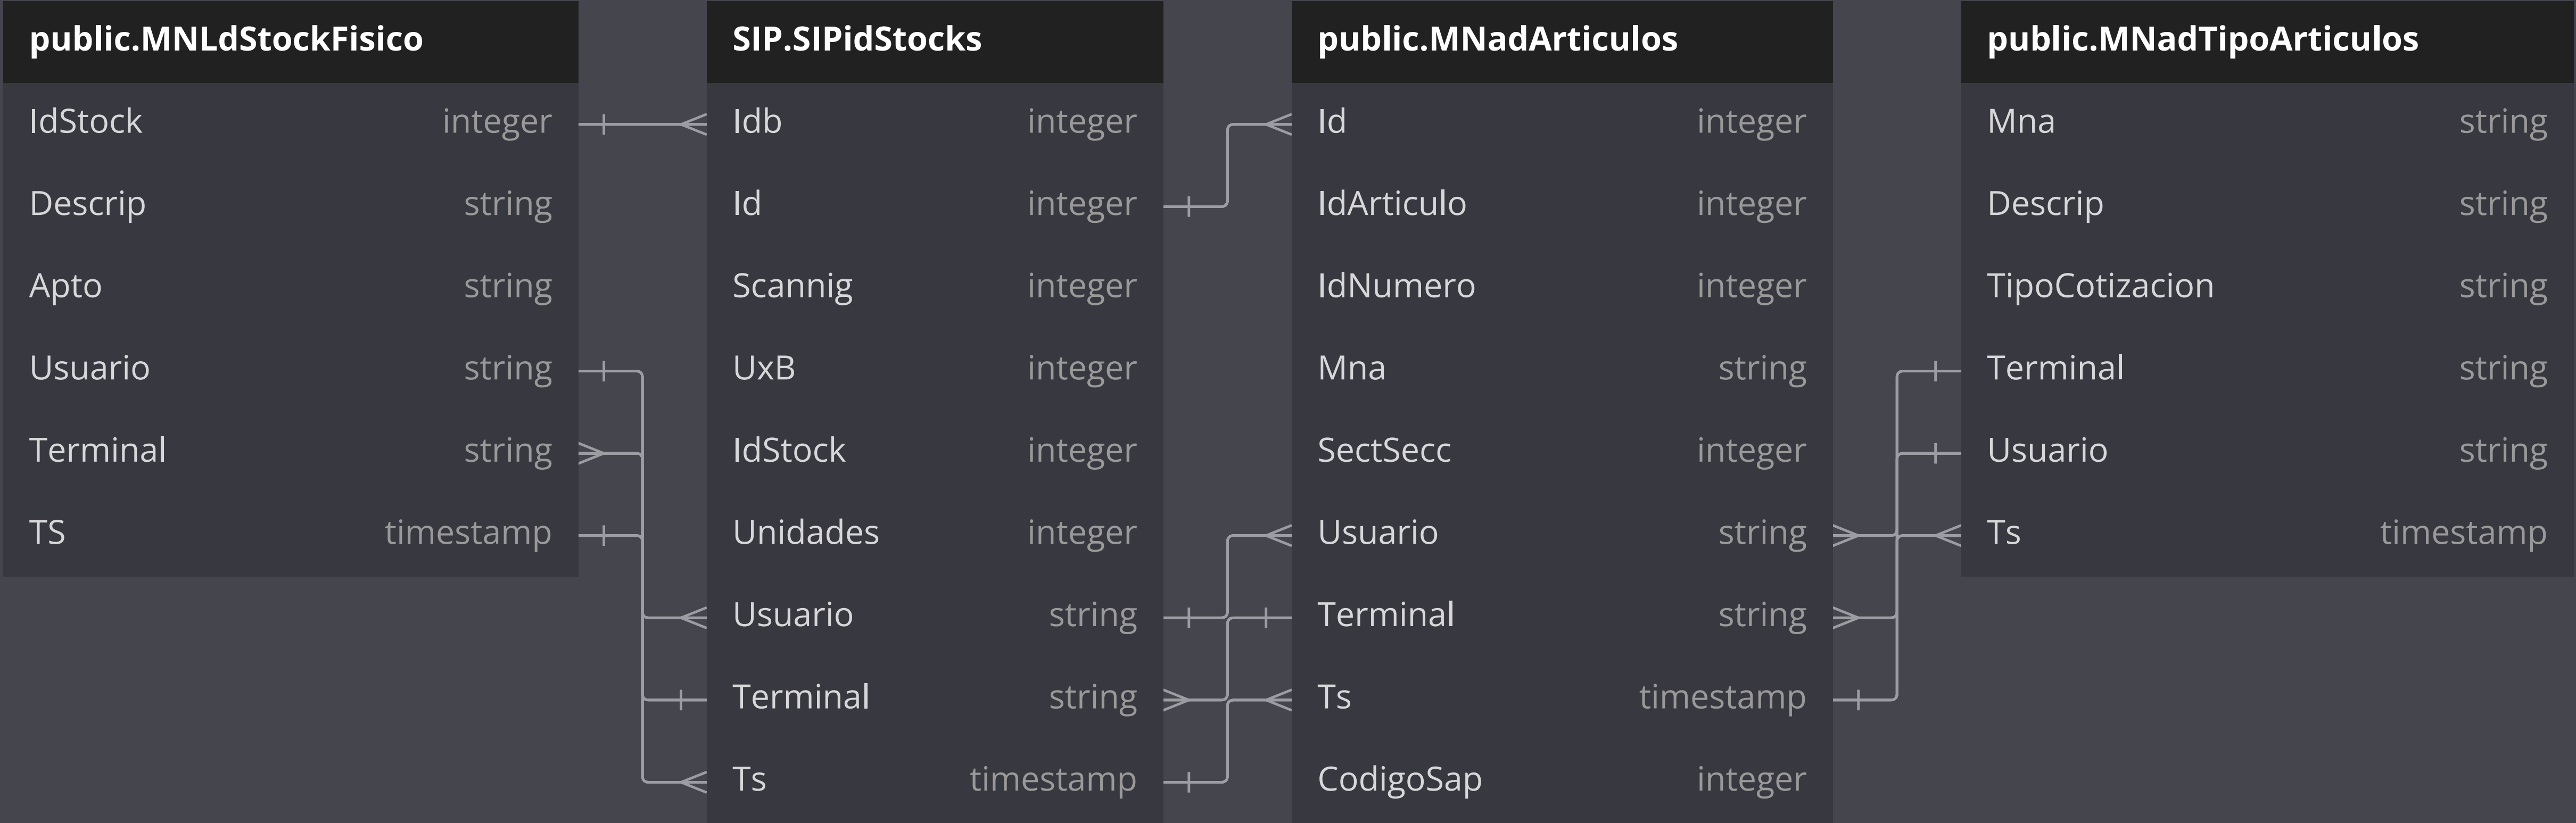 public.MNLdStockFisico
IdStock integer
Descrip string
Apto string
Usuario string
Terminal string
TS timestamp
SIP.SIPidStocks
Idb integer
Id integer
Scannig integer
UxB integer
IdStock integer
Unidades integer
Usuario string
Terminal string
Ts timestamp
public.MNadArticulos
Id integer
IdArticulo integer
IdNumero integer
Mna string
SectSecc integer
Usuario string
Terminal string
Ts timestamp
CodigoSap integer
public.MNadTipoArticulos
Mna string
Descrip string
TipoCotizacion string
Terminal string
Usuario string
Ts timestamp